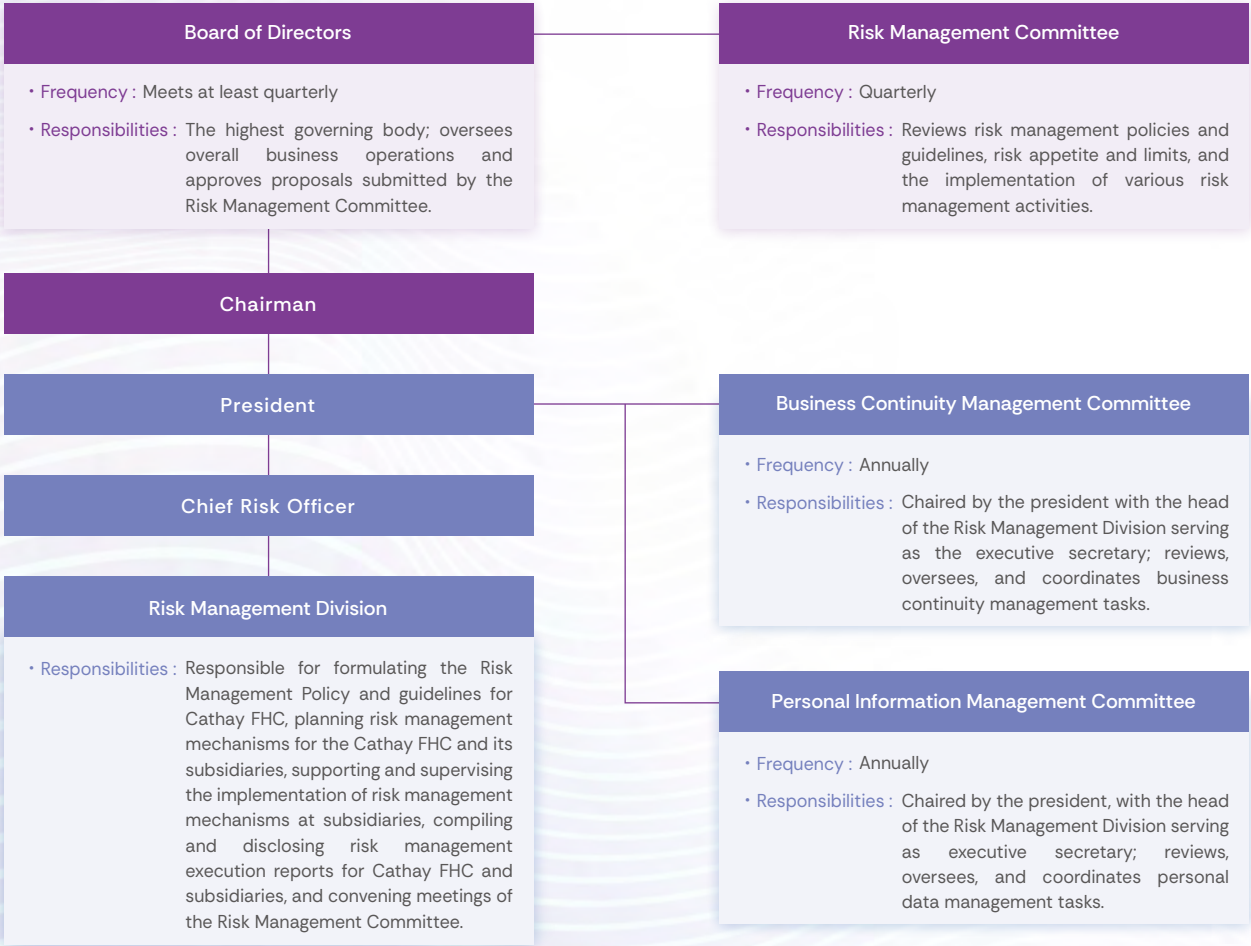 Board of Directors
・Frequency : Meets at least quarterly
・Responsibilities : The highest governing body; oversees
overall business operations and
approves proposals submitted by the
Risk Management Committee.
Risk Management Committee
・Frequency : Quarterly
・Responsibilities : Reviews risk management policies and
guidelines, risk appetite and limits, and
the implementation of various risk
management activities.
Chairman
President
Chief Risk Officer
Risk Management Division
・Responsibilities : Responsible for formulating the Risk
Management Policy and guidelines for
Cathay FHC, planning risk management
mechanisms for the Cathay FHC and its
subsidiaries, supporting and supervising
the implementation of risk management
mechanisms at subsidiaries, compiling
and disclosing risk management
execution reports for Cathay FHC and
subsidiaries, and convening meetings of
the Risk Management Committee.
Business Continuity Management Committee
・Frequency : Annually
・Responsibilities : Chaired by the president with the head
of the Risk Management Division serving
as the executive secretary; reviews,
oversees, and coordinates business
continuity management tasks.
Personal Information Management Committee
・Frequency : Annually
・Responsibilities : Chaired by the president, with the head
of the Risk Management Division serving
as executive secretary; reviews,
oversees, and coordinates personal
data management tasks.